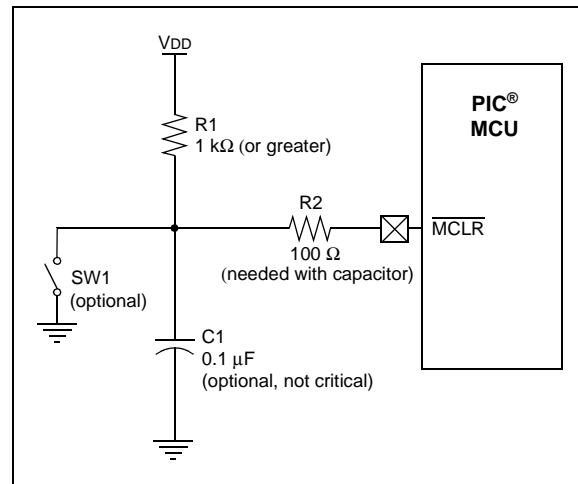 VDD
PIC®
MCU
R1
1 kΩ (or greater)
R2
MCLR
100 Ω
(needed with capacitor)
SW1
(optional)
C1
0.1 μF
(optional, not critical)